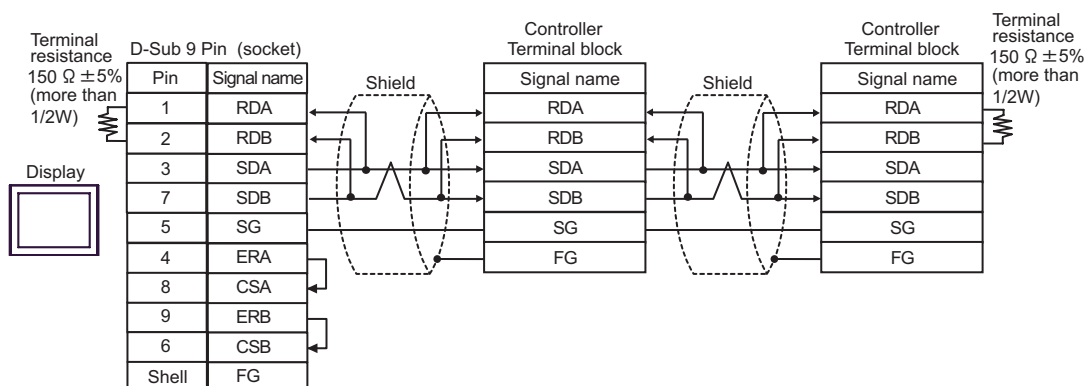 Terminal
resistance
150 Ω ±5%
(more than
1/2W)
Display
D-Sub 9 Pin (socket)
Pin Signal name
1 RDA
2 RDB
3 SDA
7 SDB
5 SG
4 ERA
8 CSA
9 ERB
6 CSB
Shell FG
Shield
Controller
Terminal block
Signal name
RDA
RDB
SDA
SDB
SG
FG
Shield
Controller
Terminal block
Signal name
RDA
RDB
SDA
SDB
SG
FG
Terminal
resistance
150 Ω ±5%
(more than
1/2W)